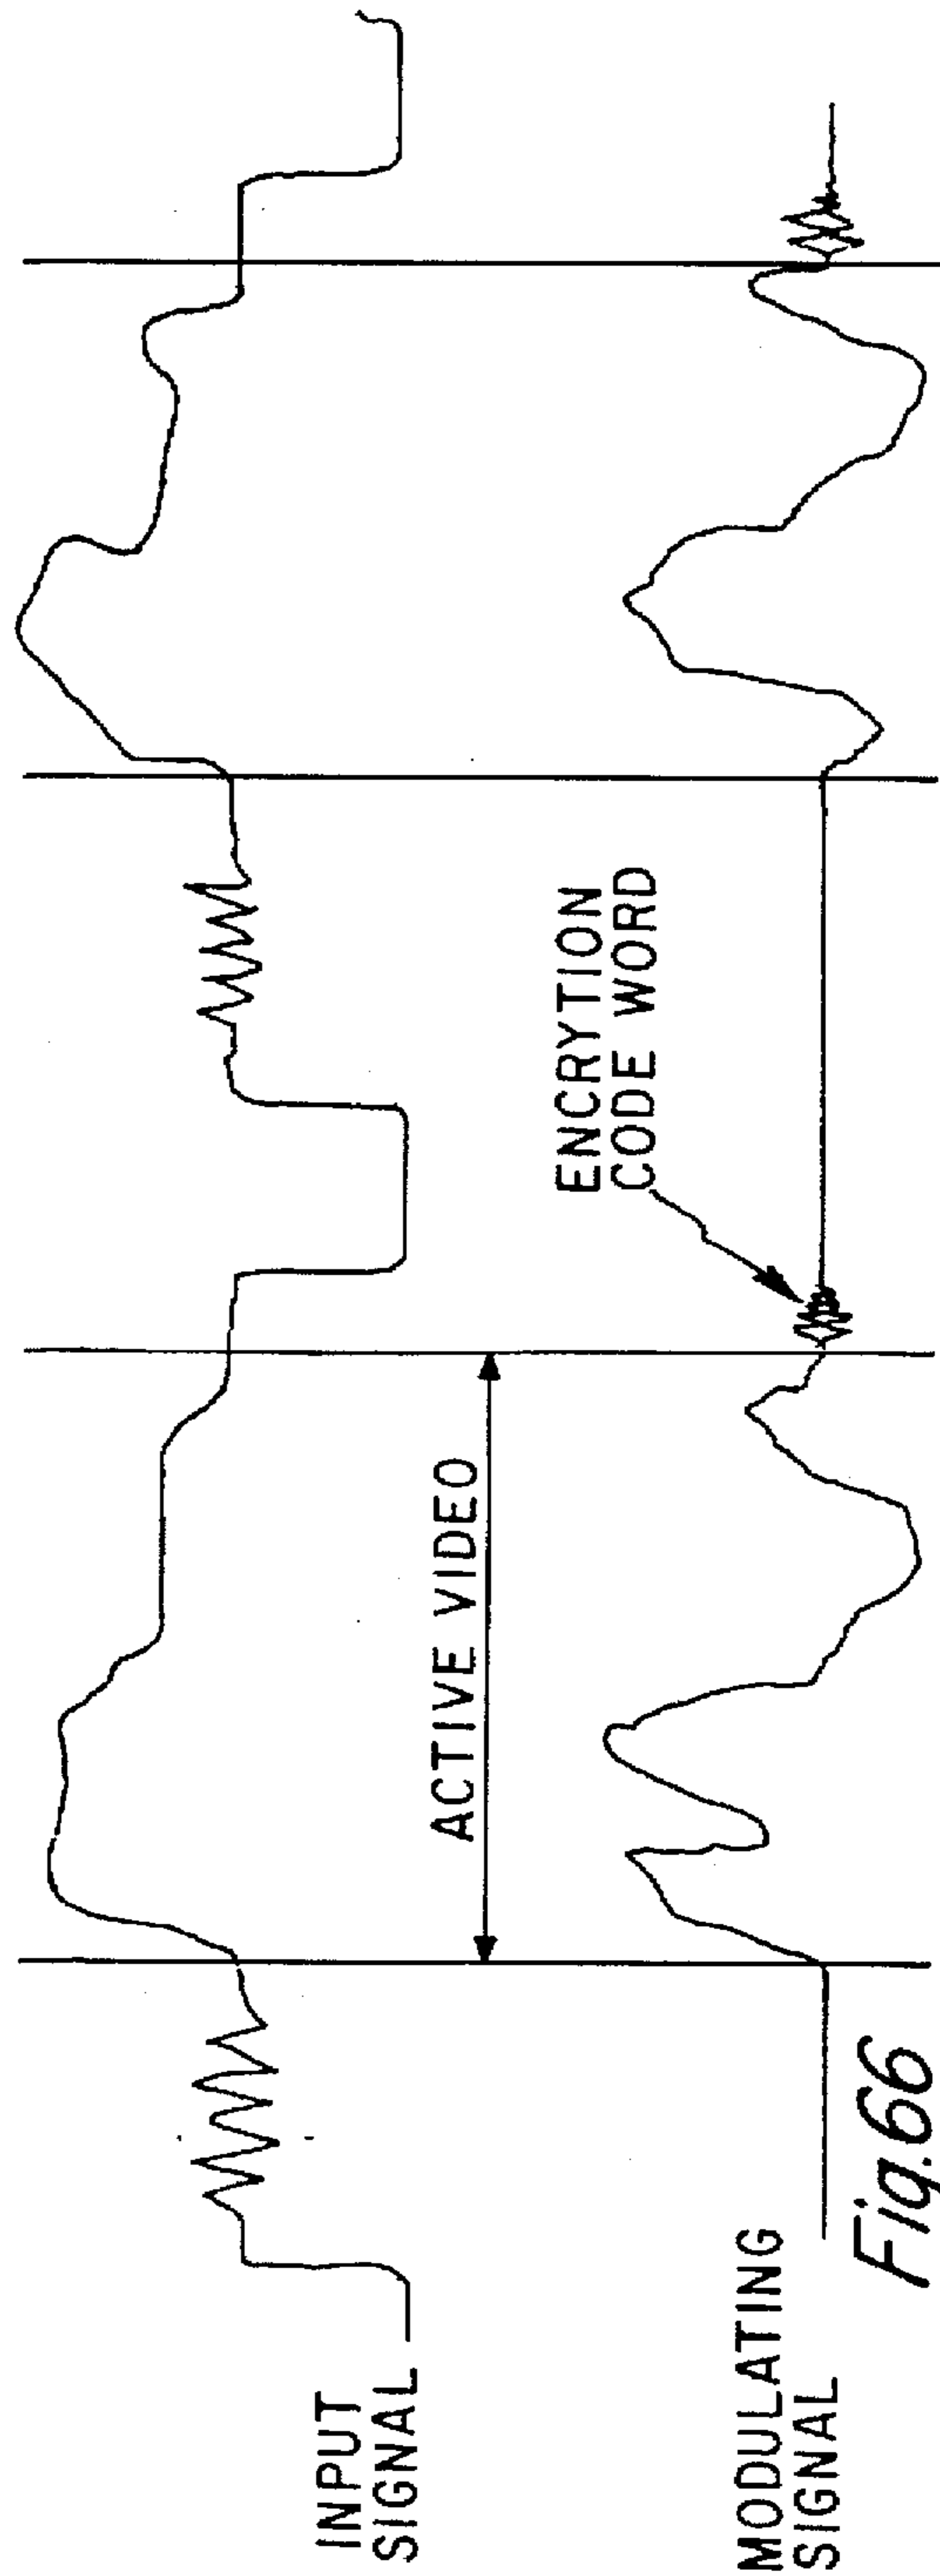 INPUT
SIGNAL
ACTIVE VIDEO
ENCRYTION
CODE WORD
MODULATING
SIGNAL
Fig.66